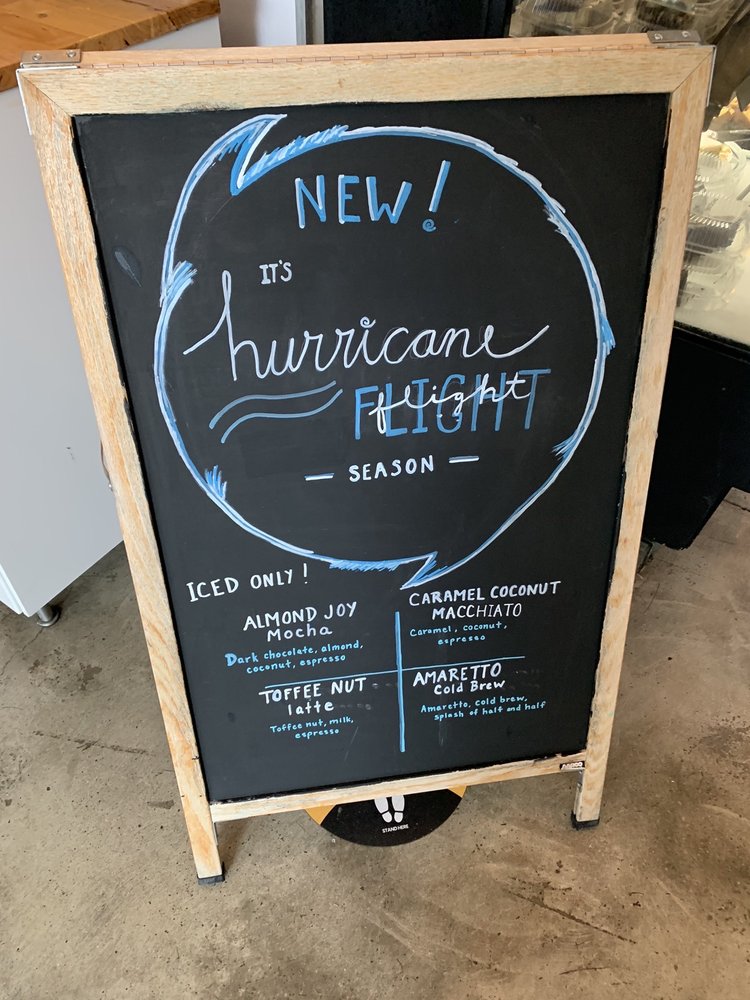 NEW!
IT'S
hurricane
FLIGHT
flight
SEASON
ICED ONLY!
ALMOND JOY
Mocha
Dark chocolate, almond,
coconut, espresso
CARAMEL COCONUT
MACCHIATO
Caramel, coconut,
espresso
TOFFEE NUT
latte
Toffee nut, milk,
espresso
AMARETTO
Cold Brew
Amaretto, cold brew,
splash of half and half
STAND HERE